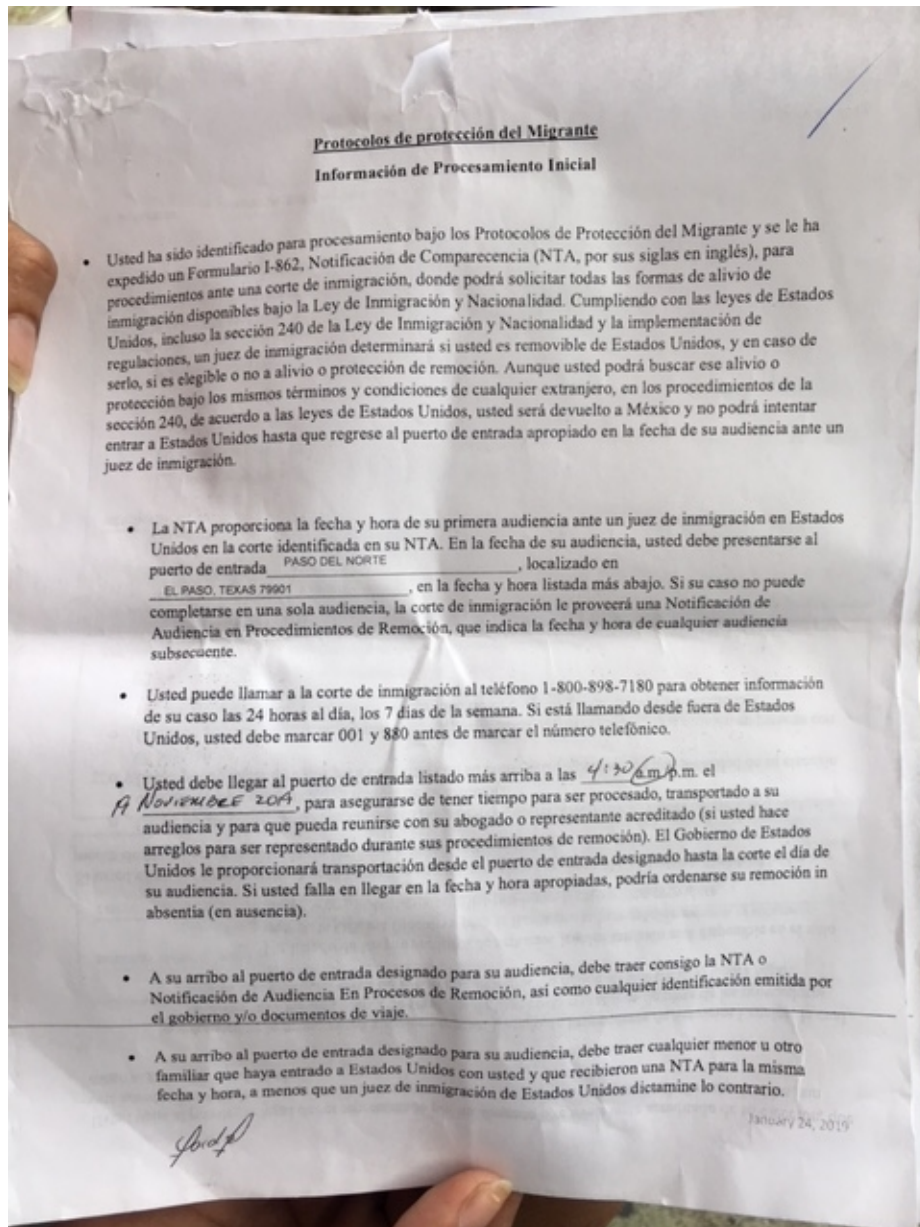 Protocolos de protección del Migrante
Información de Procesamiento Inicial
• Usted ha sido identificado para procesamiento bajo los Protocolos de Protección del Migrante y se le ha
expedido un Formulario I-862, Notificación de Comparecencia (NTA, por sus siglas en inglés), para
procedimientos ante una corte de inmigración, donde podrá solicitar todas las formas de alivio de
inmigración disponibles bajo la Ley de Inmigración y Nacionalidad. Cumpliendo con las leyes de Estados
Unidos, incluso la sección 240 de la Ley de Inmigración y Nacionalidad y la implementación de
regulaciones, un juez de inmigración determinará si usted es removible de Estados Unidos, y en caso de
serlo, si es elegible o no a alivio o protección de remoción. Aunque usted podrá buscar ese alivio o
protección bajo los mismos términos y condiciones de cualquier extranjero, en los procedimientos de la
sección 240, de acuerdo a las leyes de Estados Unidos, usted será devuelto a México y no podrá intentar
entrar a Estados Unidos hasta que regrese al puerto de entrada apropiado en la fecha de su audiencia ante un
juez de inmigración.
• La NTA proporciona la fecha y hora de su primera audiencia ante un juez de inmigración en Estados
Unidos en la corte identificada en su NTA. En la fecha de su audiencia, usted debe presentarse al
puerto de entrada PASO DEL NORTE, localizado en
EL PASO, TEXAS 79901, en la fecha y hora listada más abajo. Si su caso no puede
completarse en una sola audiencia, la corte de inmigración le proveerá una Notificación de
Audiencia en Procedimientos de Remoción, que indica la fecha y hora de cualquier audiencia
subsecuente.
• Usted puede llamar a la corte de inmigración al teléfono 1-800-898-7180 para obtener información
de su caso las 24 horas al día, los 7 días de la semana. Si está llamando desde fuera de Estados
Unidos, usted debe marcar 001 y 880 antes de marcar el número telefónico.
• Usted debe llegar al puerto de entrada listado más arriba a las 4:30 a.m./p.m. el
NOVIEMBRE, para asegurarse de tener tiempo para ser procesado, transportado a su
audiencia y para que pueda reunirse con su abogado o representante acreditado (si usted hace
arreglos para ser representado durante sus procedimientos de remoción). El Gobierno de Estados
Unidos le proporcionará transportación desde el puerto de entrada designado hasta la corte el día de
su audiencia. Si usted falla en llegar en la fecha y hora apropiadas, podría ordenarse su remoción in
absentia (en ausencia).
• A su arribo al puerto de entrada designado para su audiencia, debe traer consigo la NTA o
Notificación de Audiencia En Procesos de Remoción, así como cualquier identificación emitida por
el gobierno y/o documentos de viaje.
• A su arribo al puerto de entrada designado para su audiencia, debe traer cualquier menor u otro
familiar que haya entrado a Estados Unidos con usted y que recibieron una NTA para la misma
fecha y hora, a menos que un juez de inmigración de Estados Unidos dictamine lo contrario.
January 24, 2019